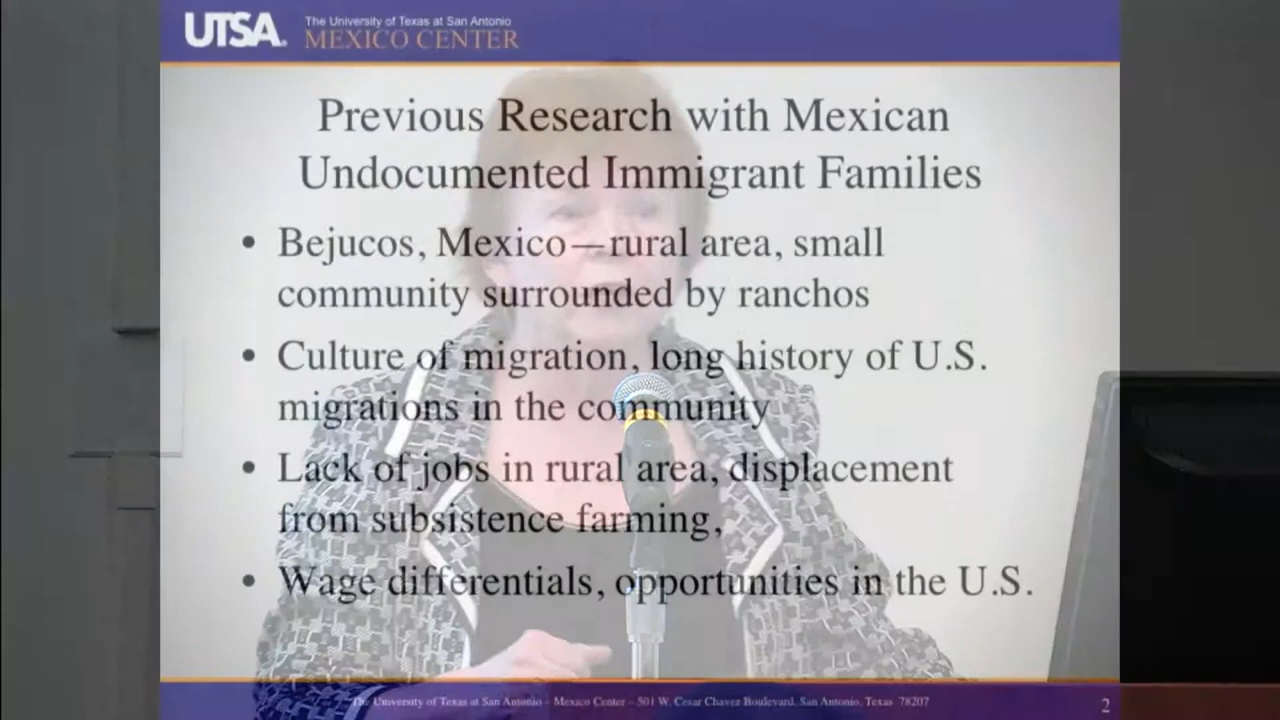 UTSA.
The University of Texas at San Antonio
MEXICO CENTER
Previous Research with Mexican
Undocumented Immigrant Families
• Bejucos, Mexico—rural area, small
community surrounded by ranchos
• Culture of migration, long history of U.S.
migrations in the community
• Lack of jobs in rural area, displacement
from subsistence farming,
• Wage differentials, opportunities in the U.S.
The University of Texas at San Antonio – Mexico Center – 501 W. Cesar Chavez Boulevard, San Antonio, Texas 78207
2